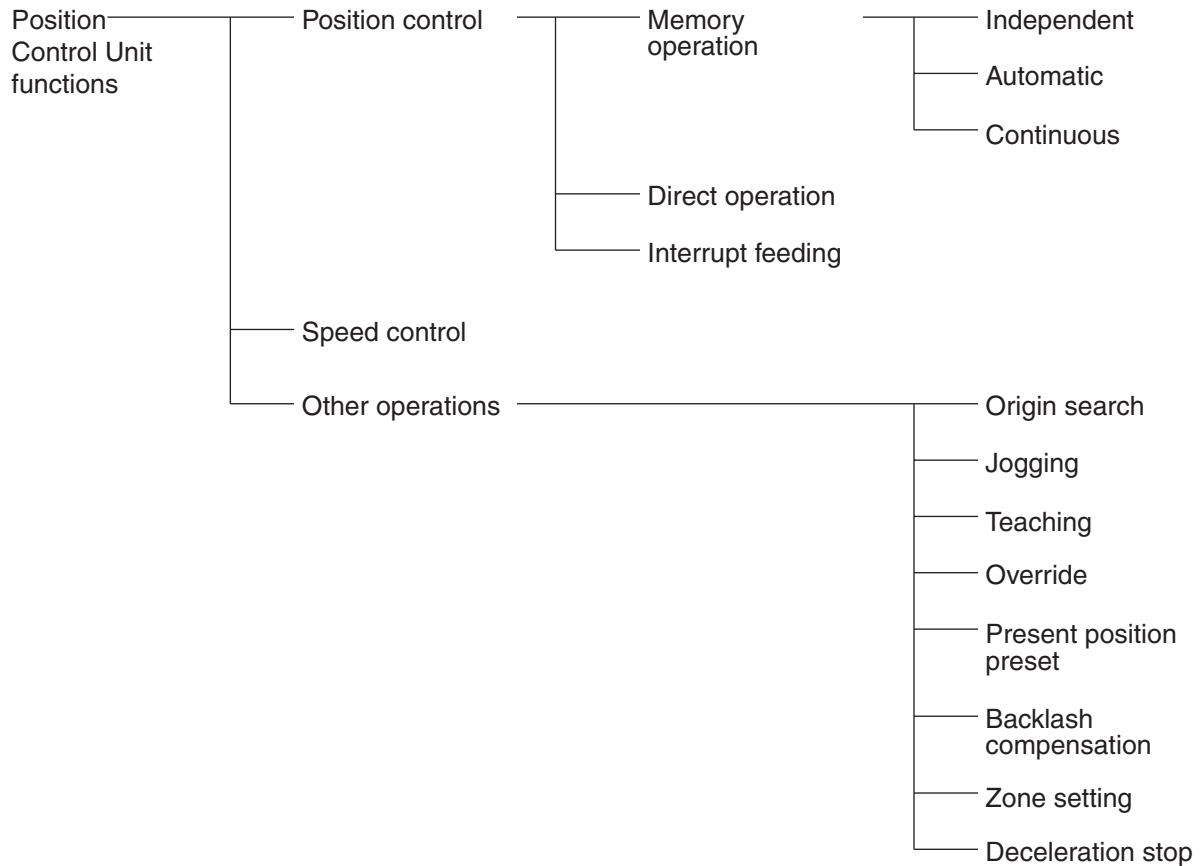 Position
Control Unit
functions
Position control
Memory
operation
Independent
Automatic
Continuous
Direct operation
Interrupt feeding
Speed control
Other operations
Origin search
Jogging
Teaching
Override
Present position
preset
Backlash
compensation
Zone setting
Deceleration stop